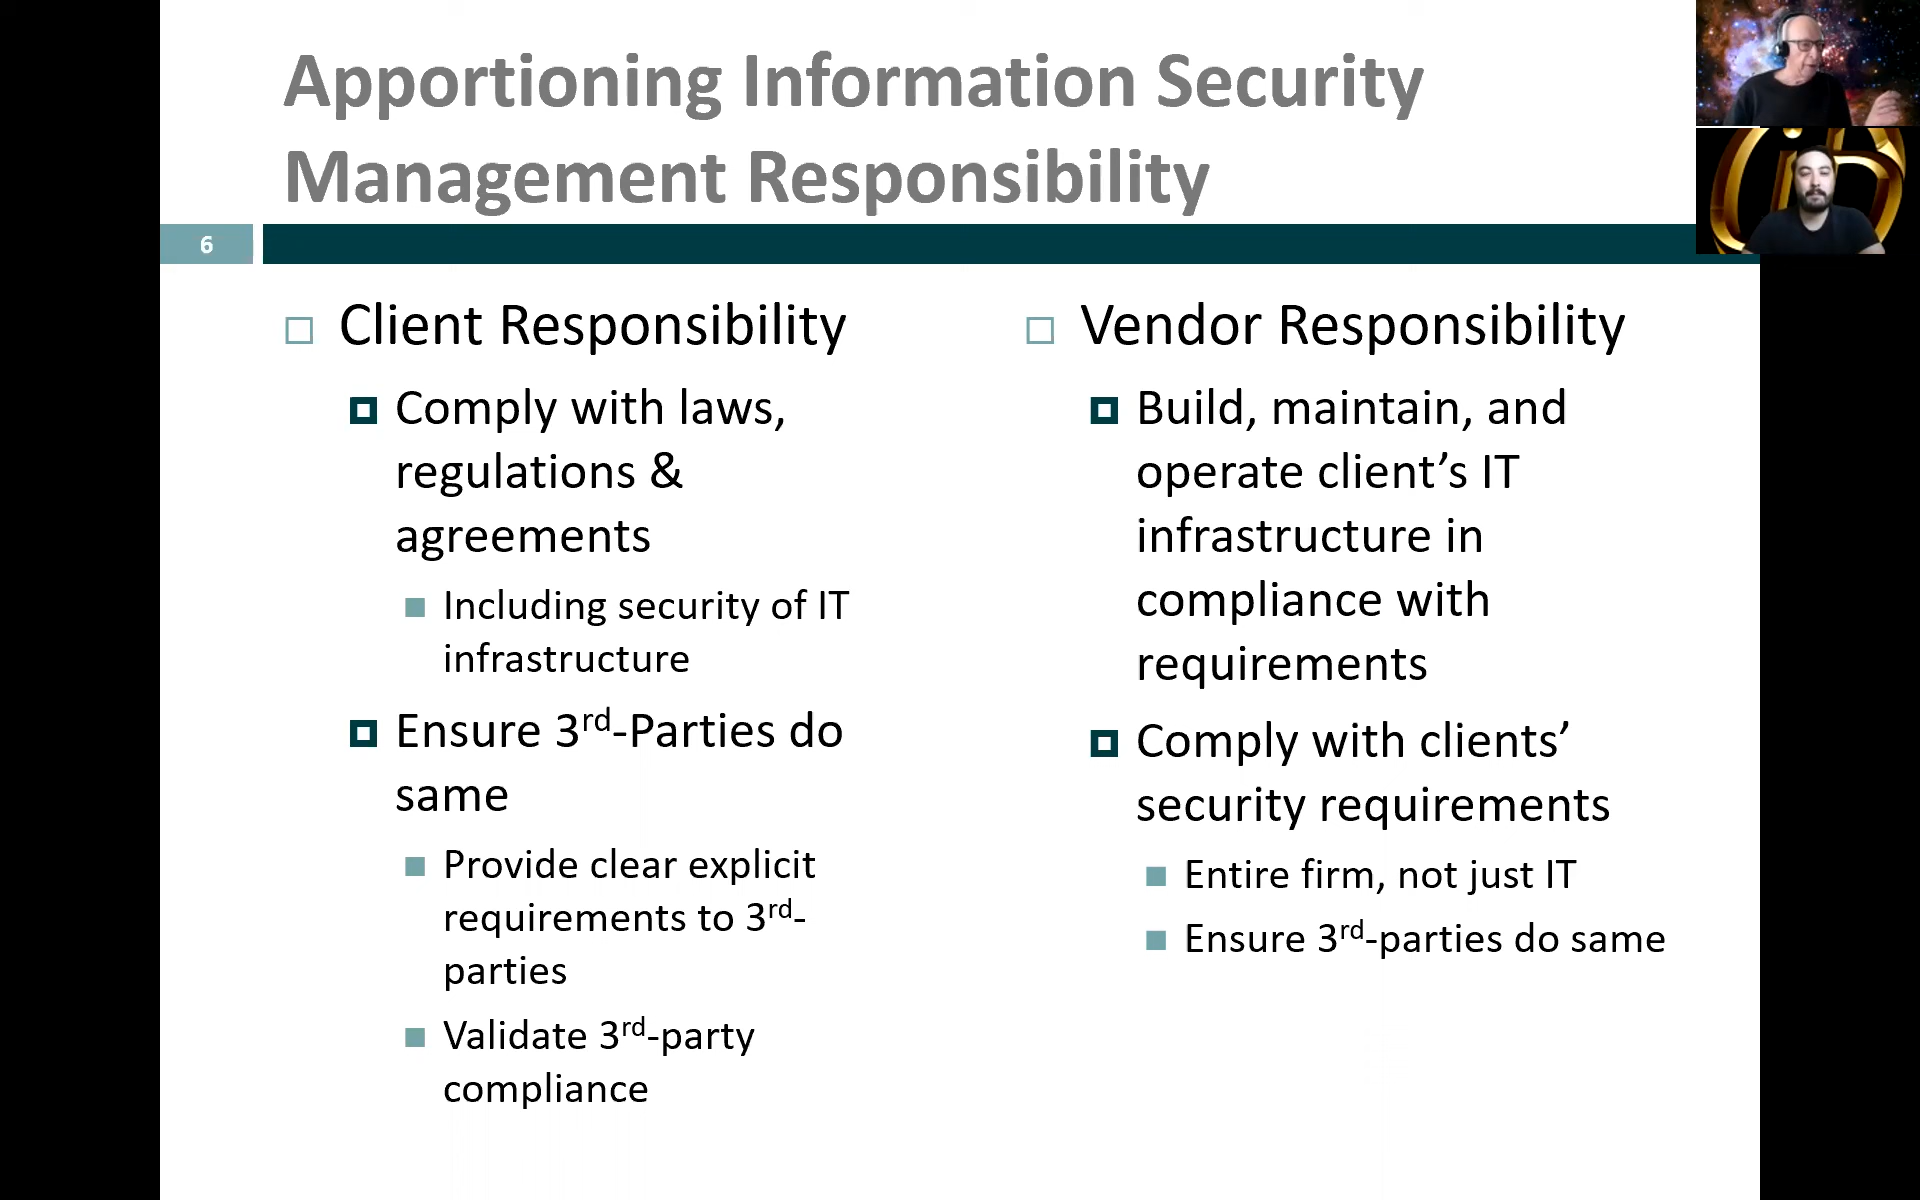 Apportioning Information Security
Management Responsibility
6
Client Responsibility
Comply with laws,
regulations &
agreements
Including security of IT
infrastructure
Ensure 3rd-Parties do
same
Provide clear explicit
requirements to 3rd-
parties
Validate 3rd-party
compliance
Vendor Responsibility
Build, maintain, and
operate client’s IT
infrastructure in
compliance with
requirements
Comply with clients’
security requirements
Entire firm, not just IT
Ensure 3rd-parties do same